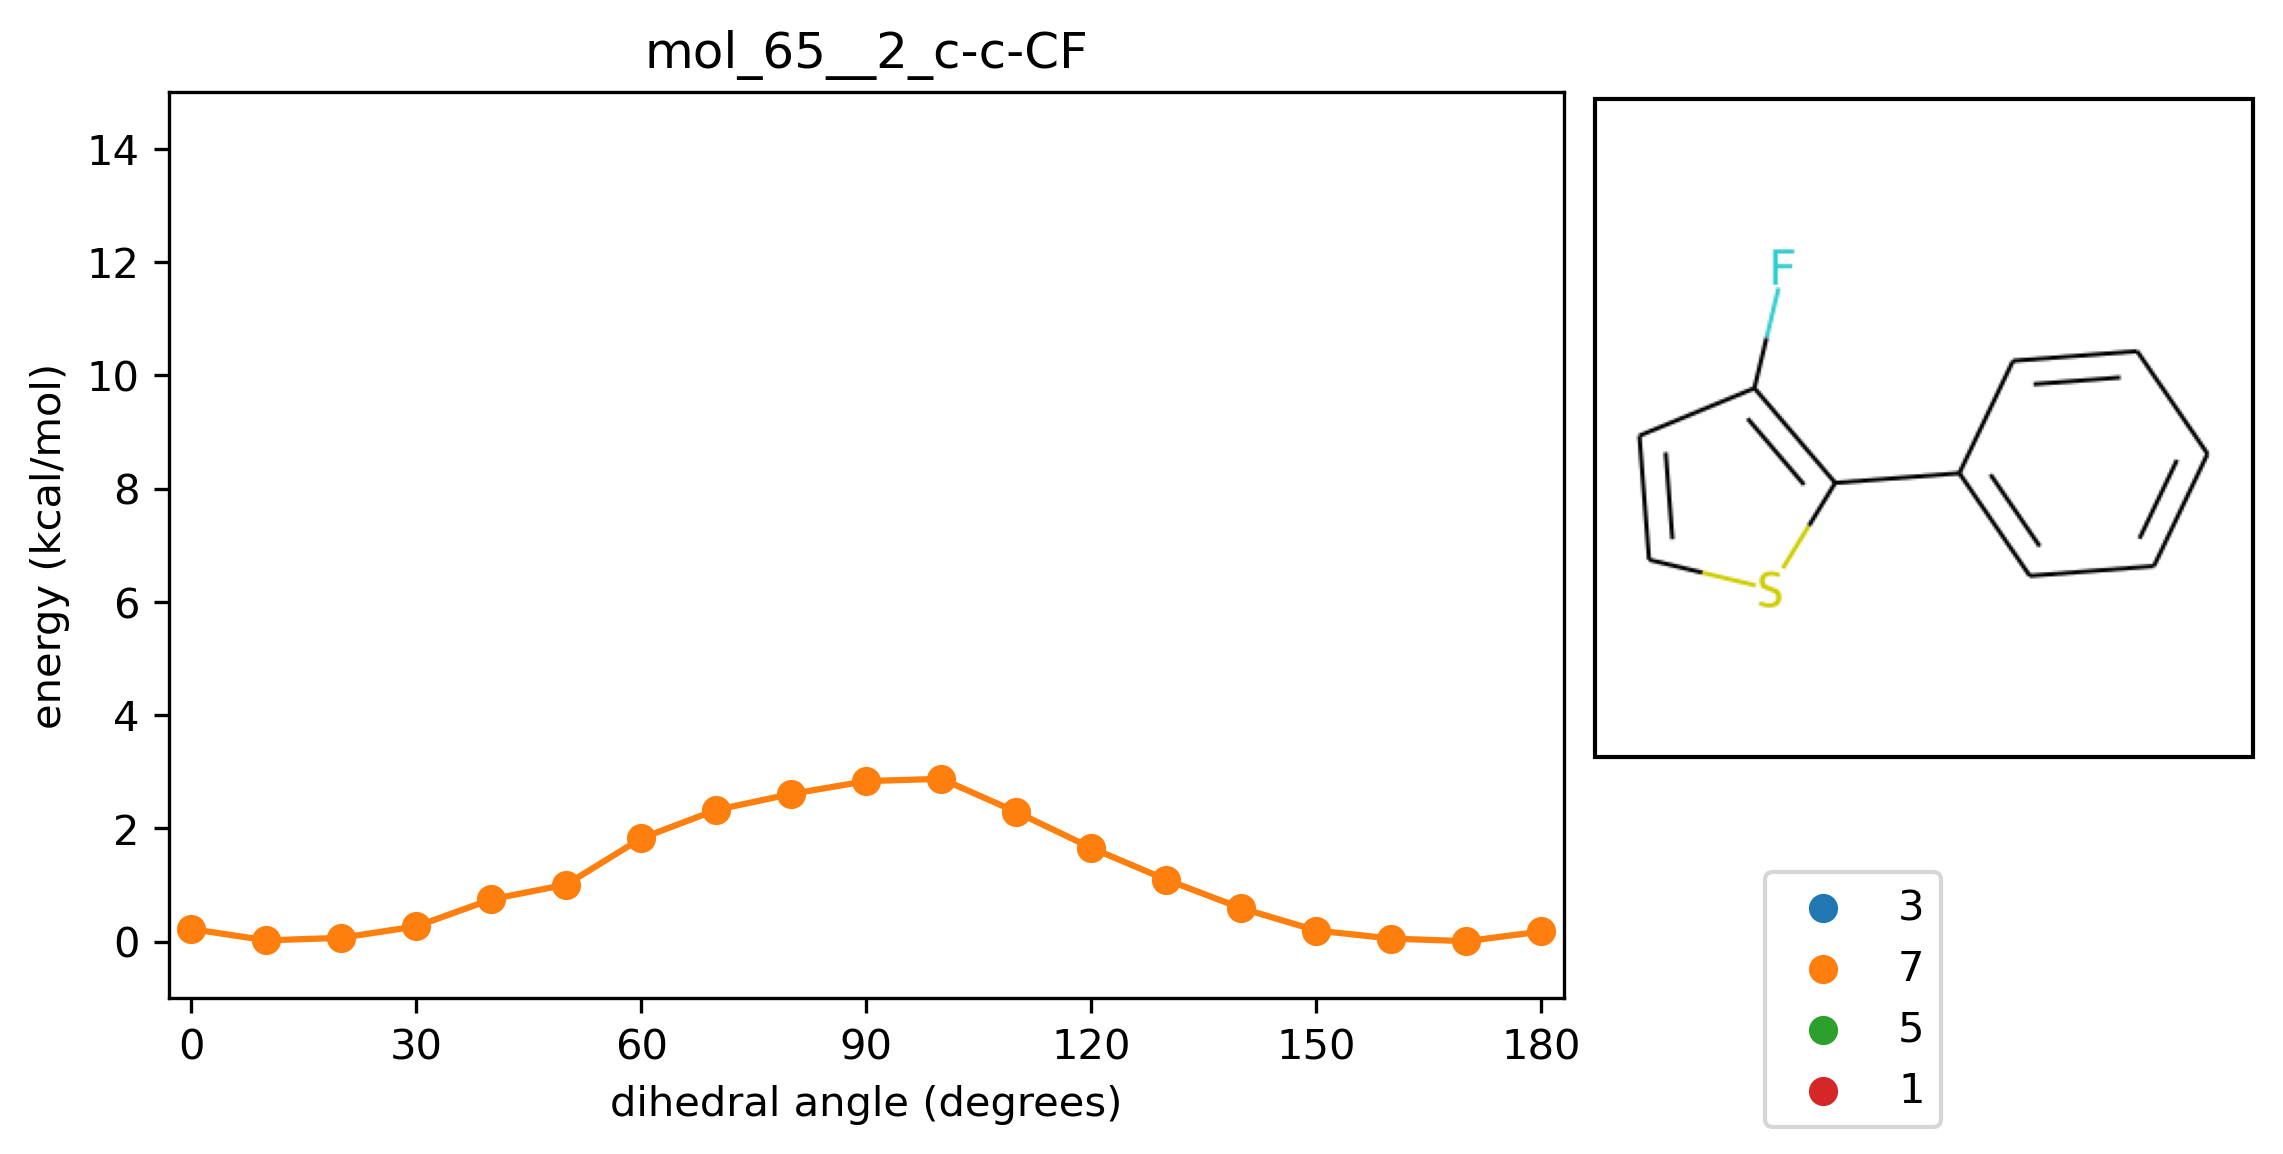 mol_65__2_c-c-CF
14
12
10
8
6
4
2
0
energy (kcal/mol)
0 30 60 90 120 150 180
dihedral angle (degrees)
F
S
3
7
5
1